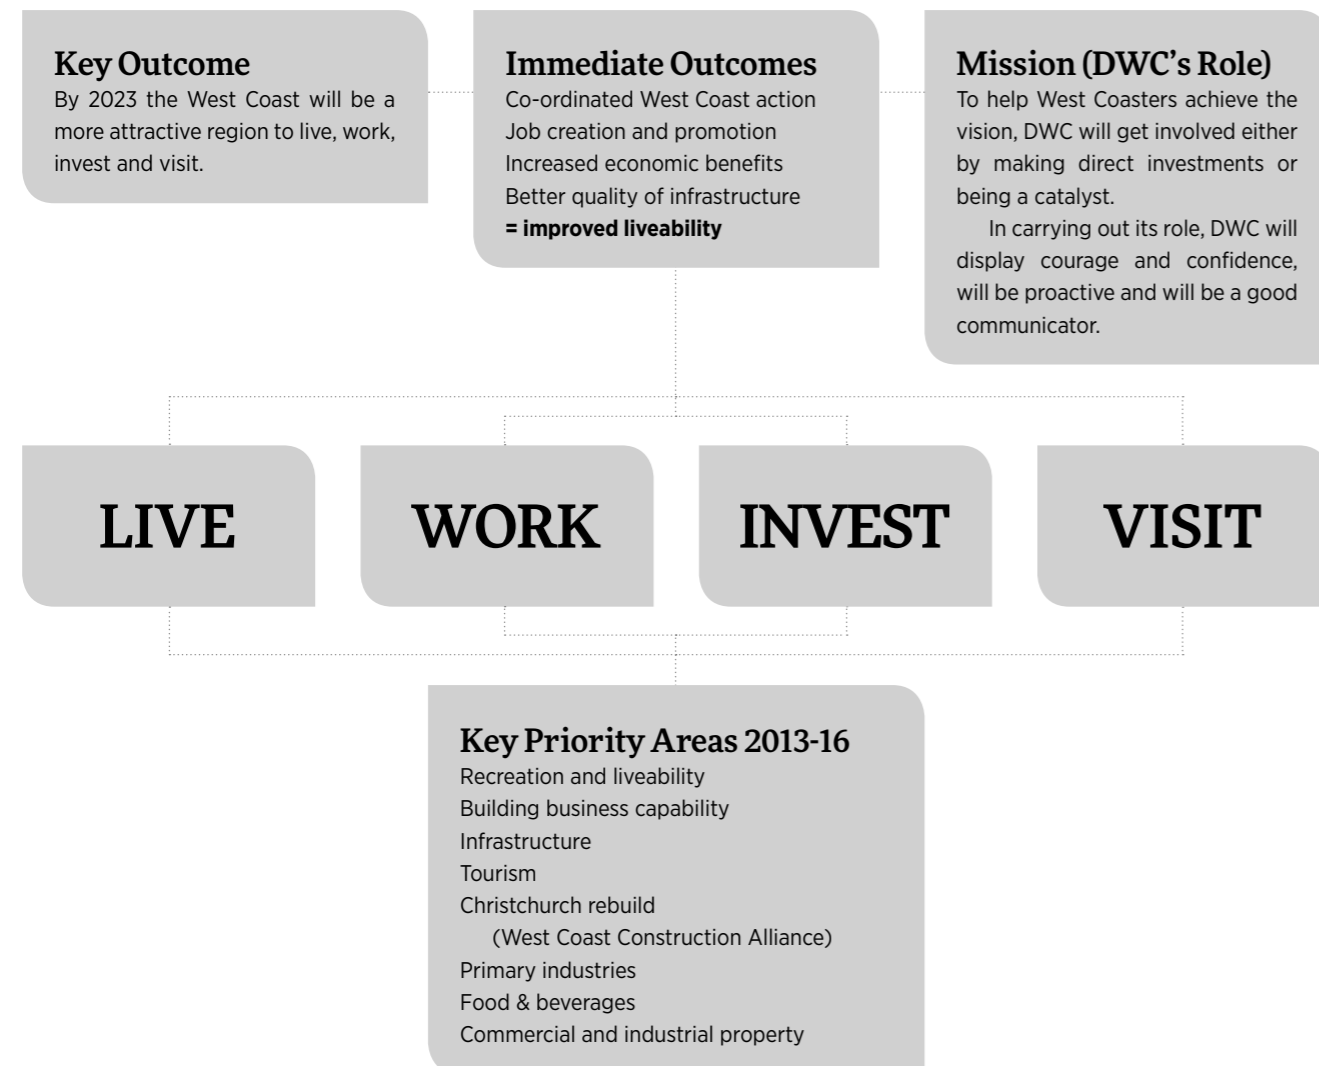 Key Outcome
By 2023 the West Coast will be a
more attractive region to live, work,
invest and visit.
Immediate Outcomes
Co-ordinated West Coast action
Job creation and promotion
Increased economic benefits
Better quality of infrastructure
= improved liveability
Mission (DWC’s Role)
To help West Coasters achieve the
vision, DWC will get involved either
by making direct investments or
being a catalyst.
In carrying out its role, DWC will
display courage and confidence,
will be proactive and will be a good
communicator.
LIVE
WORK
INVEST
VISIT
Key Priority Areas 2013-16
Recreation and liveability
Building business capability
Infrastructure
Tourism
Christchurch rebuild
(West Coast Construction Alliance)
Primary industries
Food & beverages
Commercial and industrial property